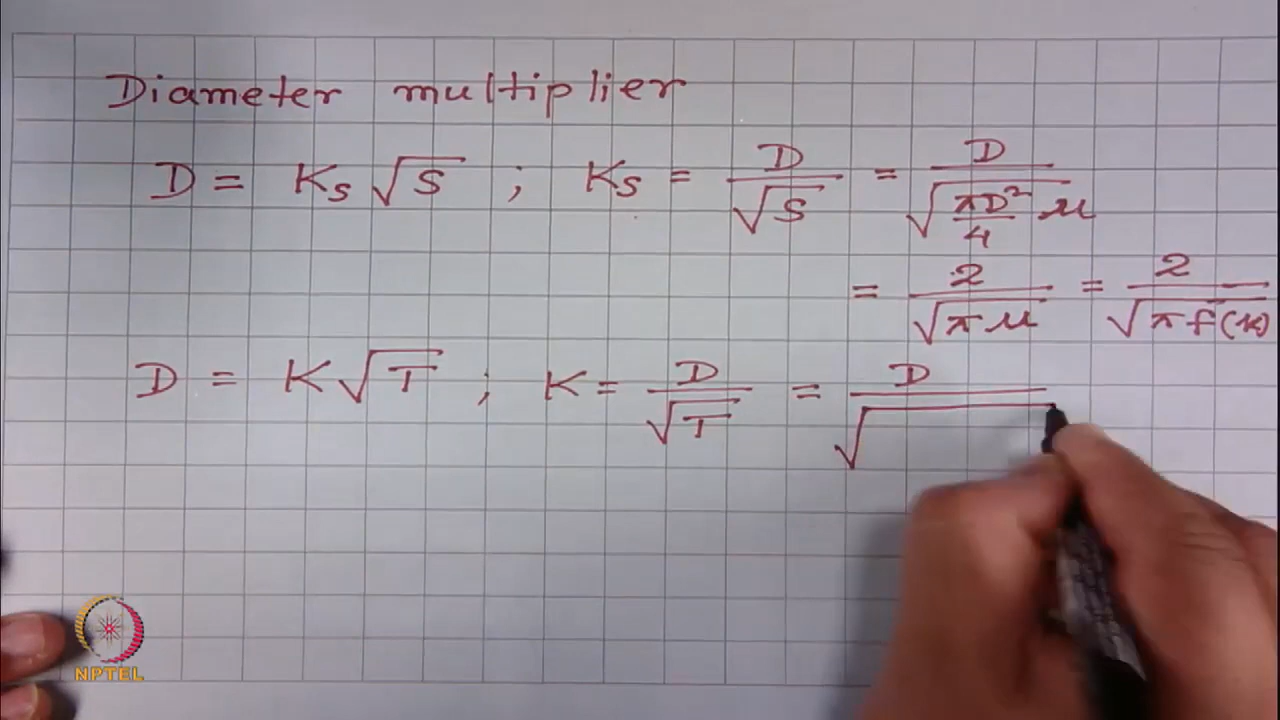 Diameter multiplier
D = Ks √S ; Ks = D/√S = D/√(πD²/4 μ)
= 2/√(πμ) = 2/√(π f(κ))
D = K√T ; K = D/√T = D/√
NPTEL